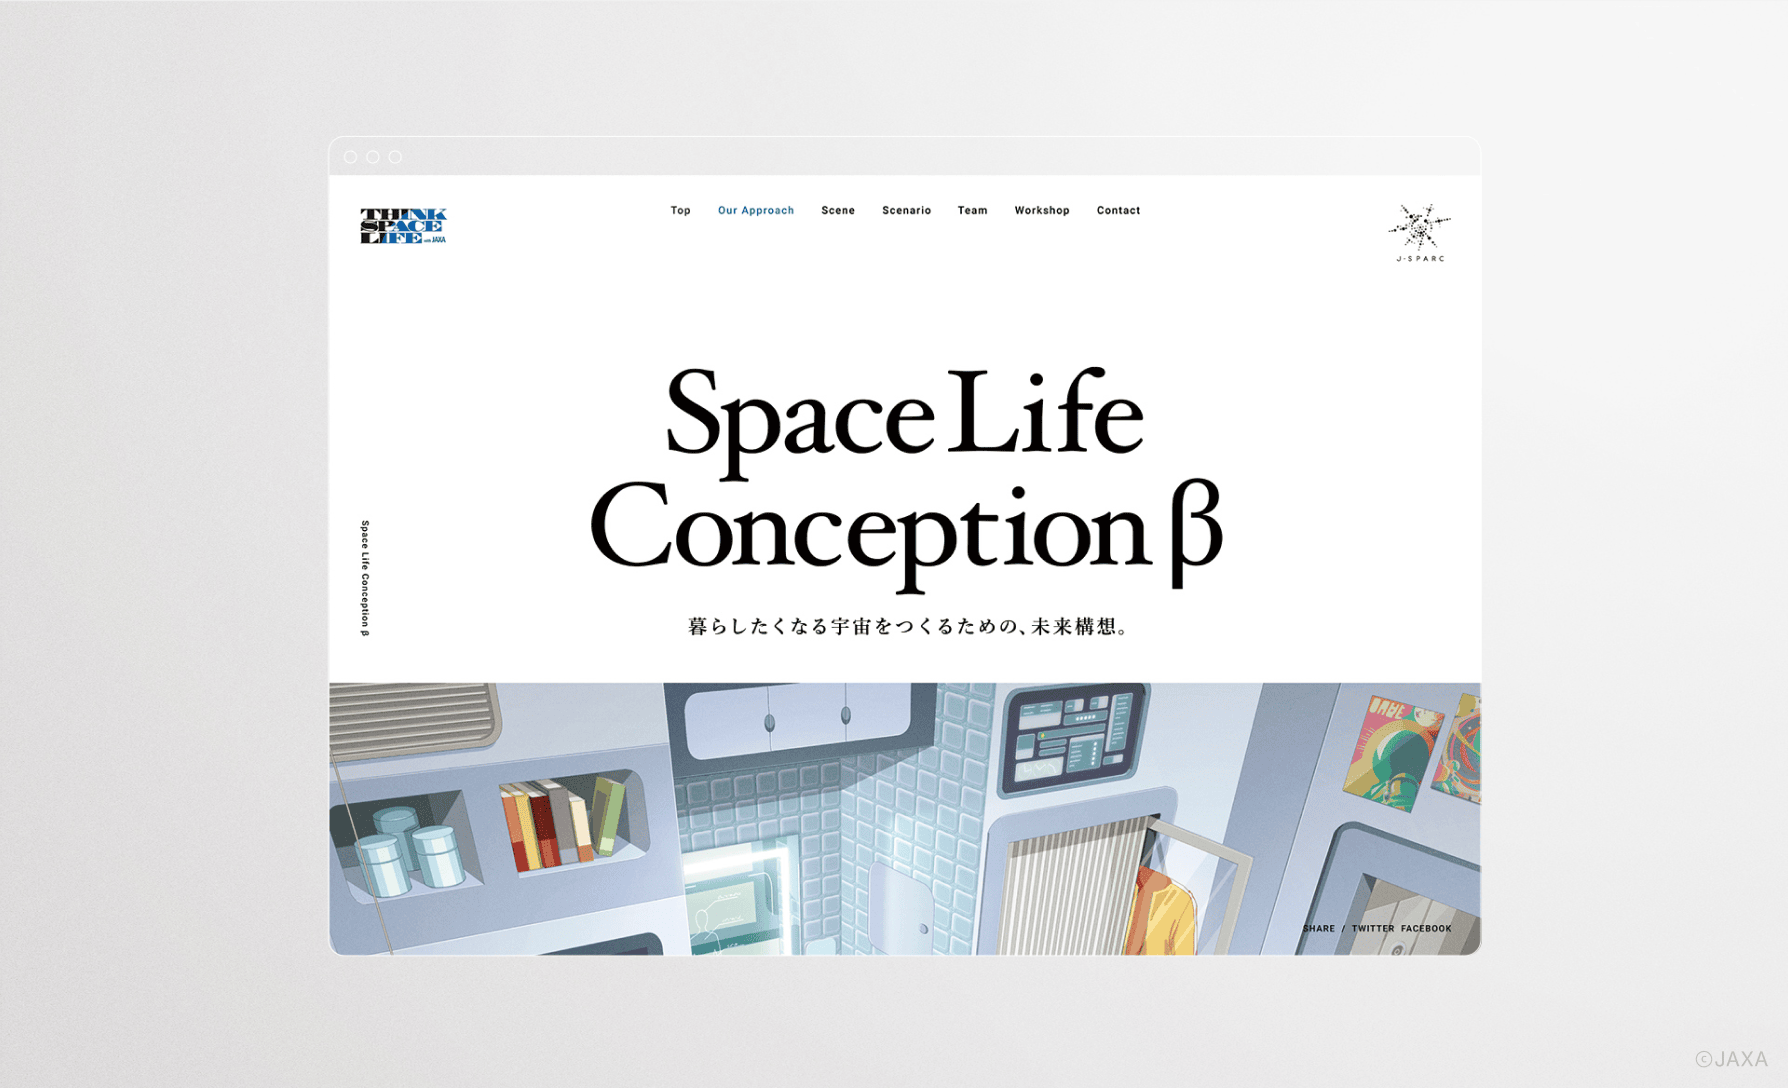 THINK
SPACE
LIFE with JAXA
Top Our Approach Scene Scenario Team Workshop Contact
J-SPARC
Space Life
Conception β
Space Life Conception β
暮らしたくなる宇宙をつくるための、未来構想。
SHARE / TWITTER FACEBOOK
©JAXA